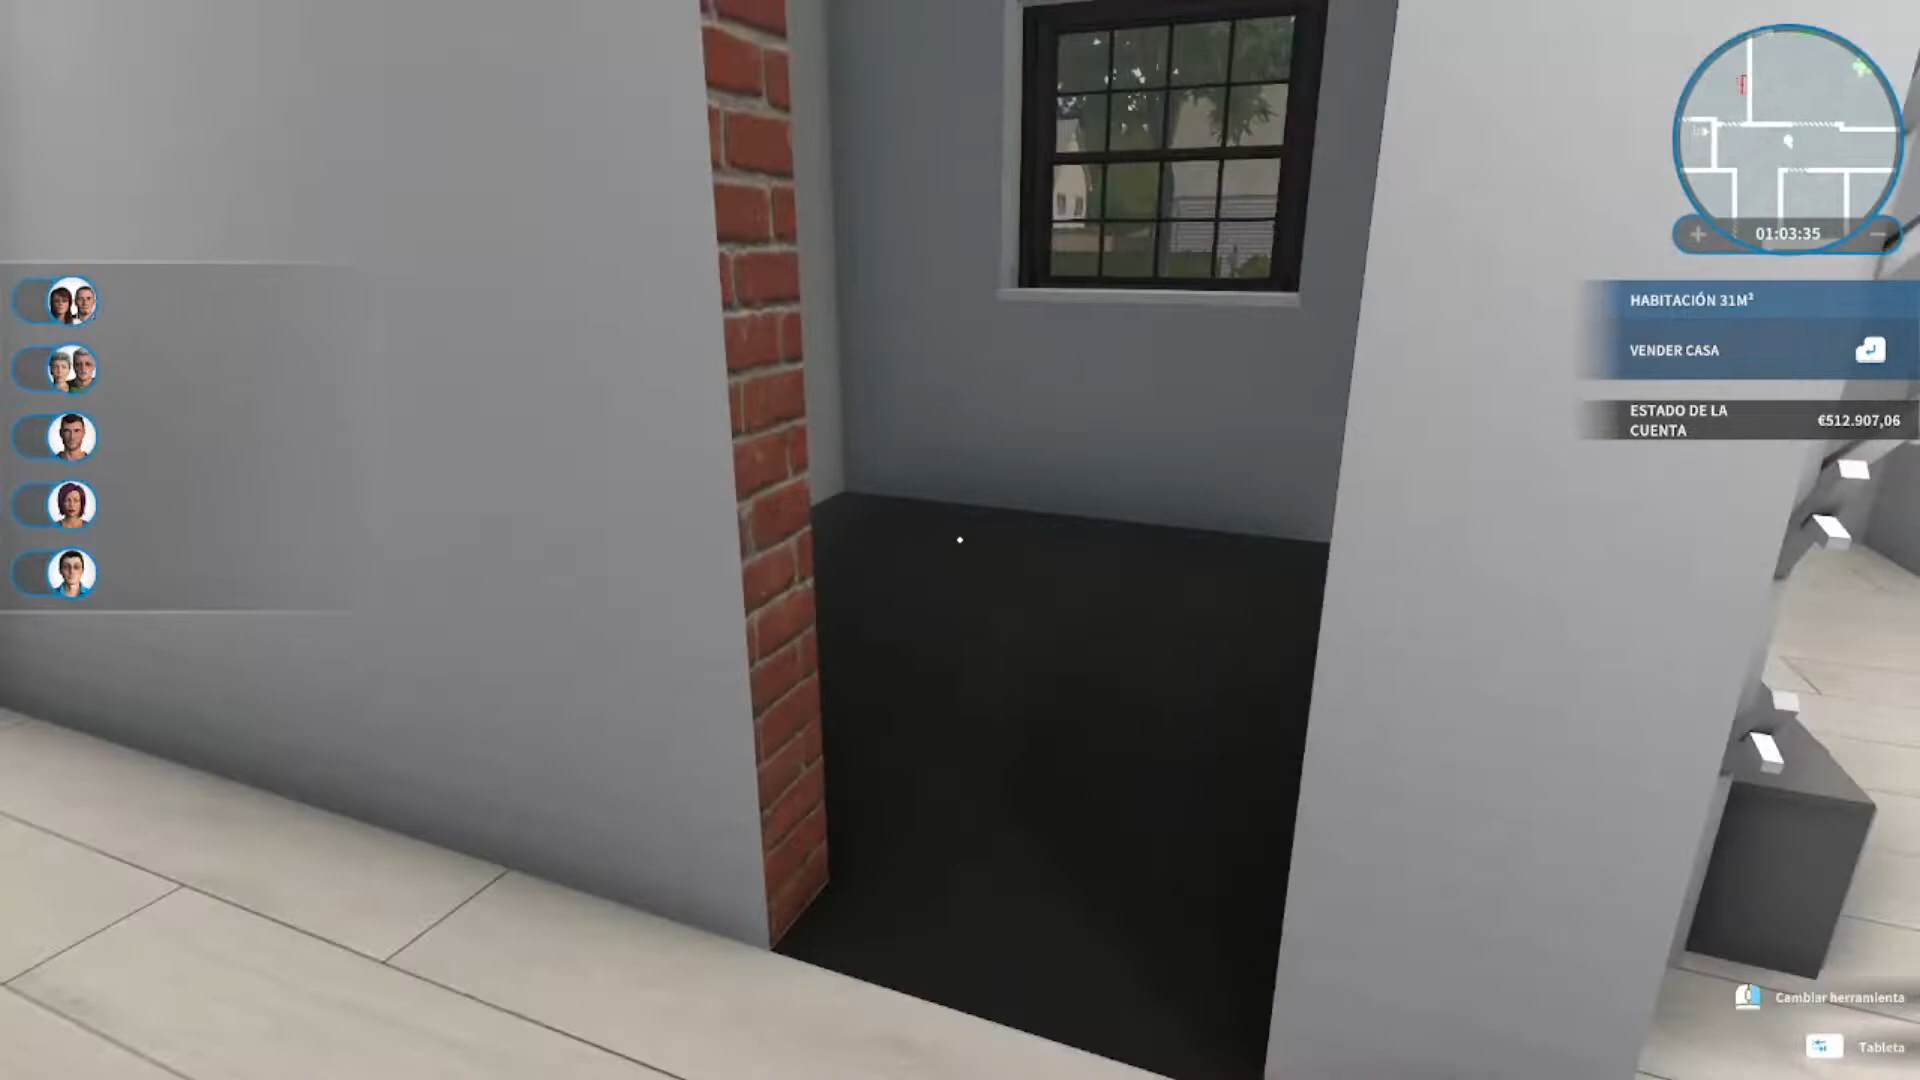 01:03:35
HABITACIÓN 31M²
VENDER CASA
ESTADO DE LA
CUENTA
€512.907,06
Cambiar herramienta
Tableta